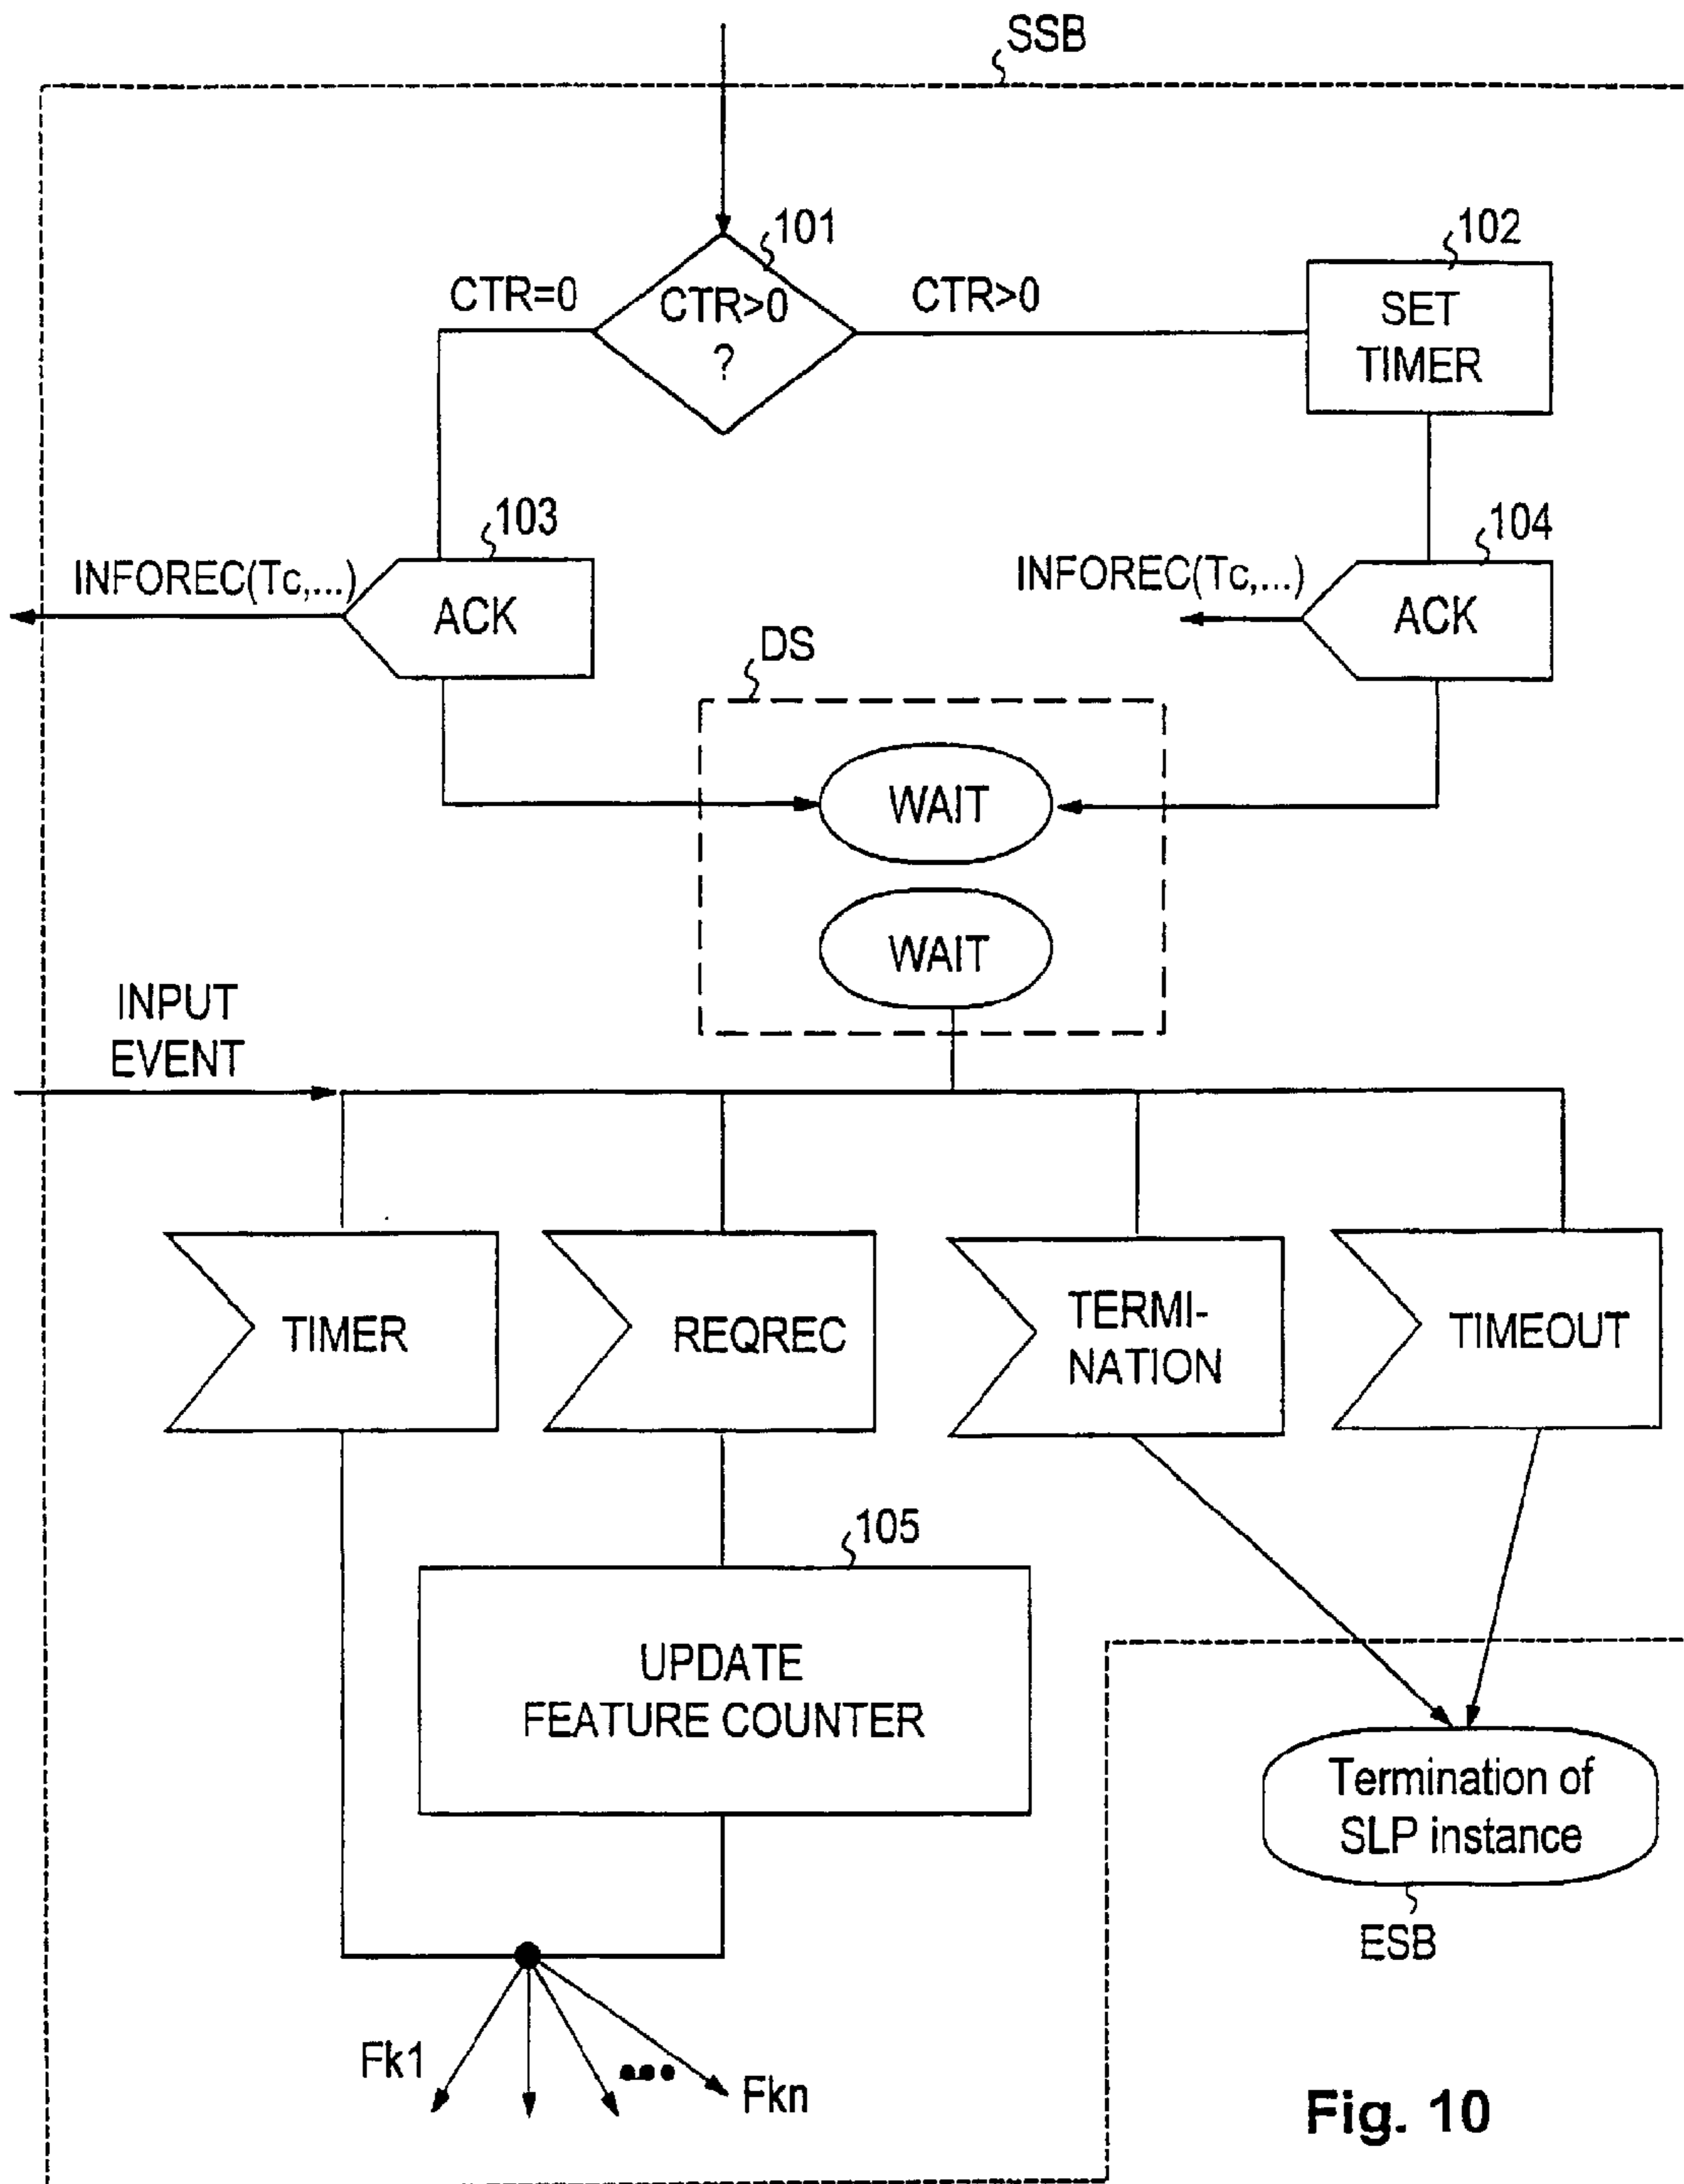 SSB
101
102
CTR=0
CTR>0
?
CTR>0
SET
TIMER
103
104
INFOREC(Tc,...)
ACK
INFOREC(Tc,...)
ACK
DS
WAIT
WAIT
INPUT
EVENT
TIMER
REQREC
TERMI-
NATION
TIMEOUT
105
UPDATE
FEATURE COUNTER
Termination of
SLP instance
ESB
Fk1
Fkn
Fig. 10